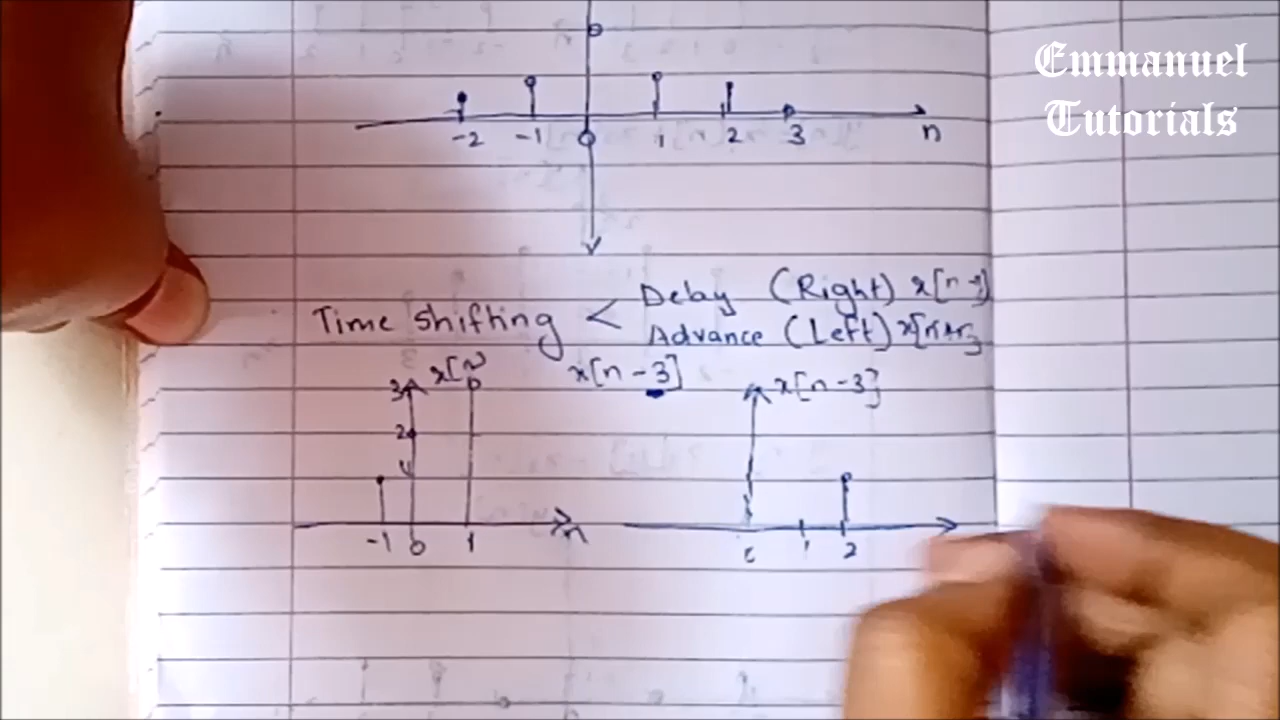 Emmanuel
Tutorials
-2 -1 0 1 2 3 n
Time shifting < Delay (Right)
Advance (Left)
x[n - 3]
3 x[n
2
-1 0 1 n
x[n - 3]
1 2